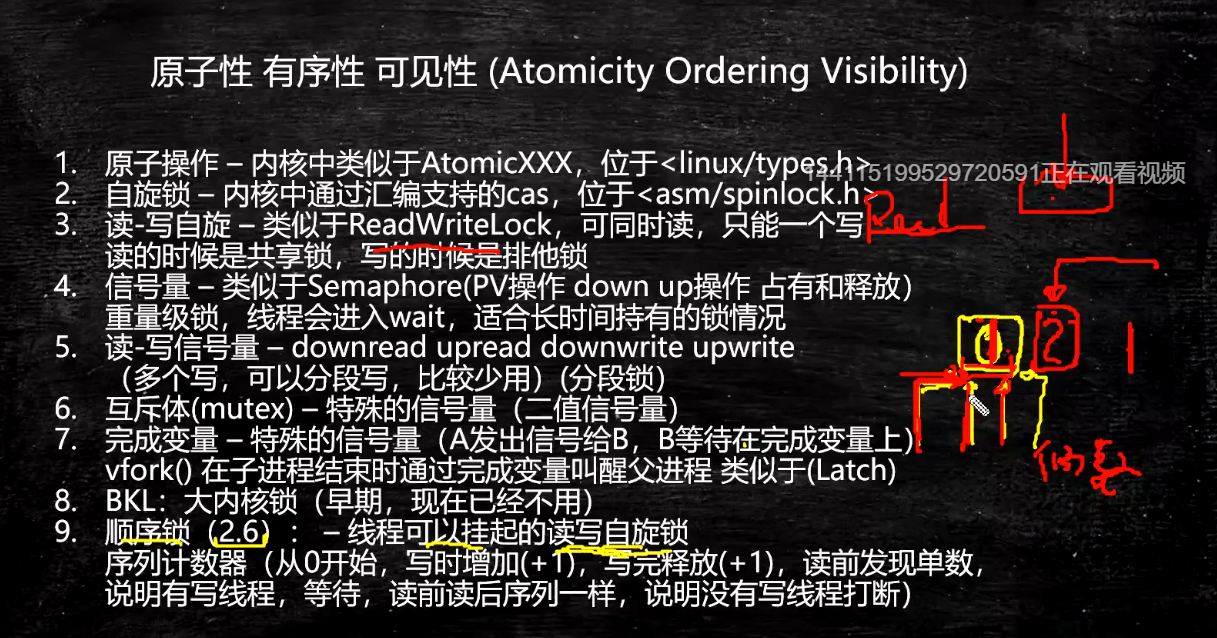 原子性 有序性 可见性 (Atomicity Ordering Visibility)
1. 原子操作 – 内核中类似于AtomicXXX，位于<linux/types.h>
144115199529720591正在观看视频
2. 自旋锁 – 内核中通过汇编支持的cas，位于<asm/spinlock.h>
3. 读-写自旋 – 类似于ReadWriteLock，可同时读，只能一个写
Read
读的时候是共享锁，写的时候是排他锁
4. 信号量 – 类似于Semaphore(PV操作 down up操作 占有和释放）
重量级锁，线程会进入wait，适合长时间持有的锁情况
5. 读-写信号量 – downread upread downwrite upwrite
（多个写，可以分段写，比较少用）(分段锁）
2
1
6. 互斥体(mutex) – 特殊的信号量（二值信号量）
7. 完成变量 – 特殊的信号量（A发出信号给B，B等待在完成变量上）
vfork() 在子进程结束时通过完成变量叫醒父进程 类似于(Latch)
8. BKL：大内核锁（早期，现在已经不用）
9. 顺序锁（2.6）： – 线程可以挂起的读写自旋锁
序列计数器（从0开始，写时增加(+1)，写完释放(+1)，读前发现单数，
说明有写线程，等待，读前读后序列一样，说明没有写线程打断）